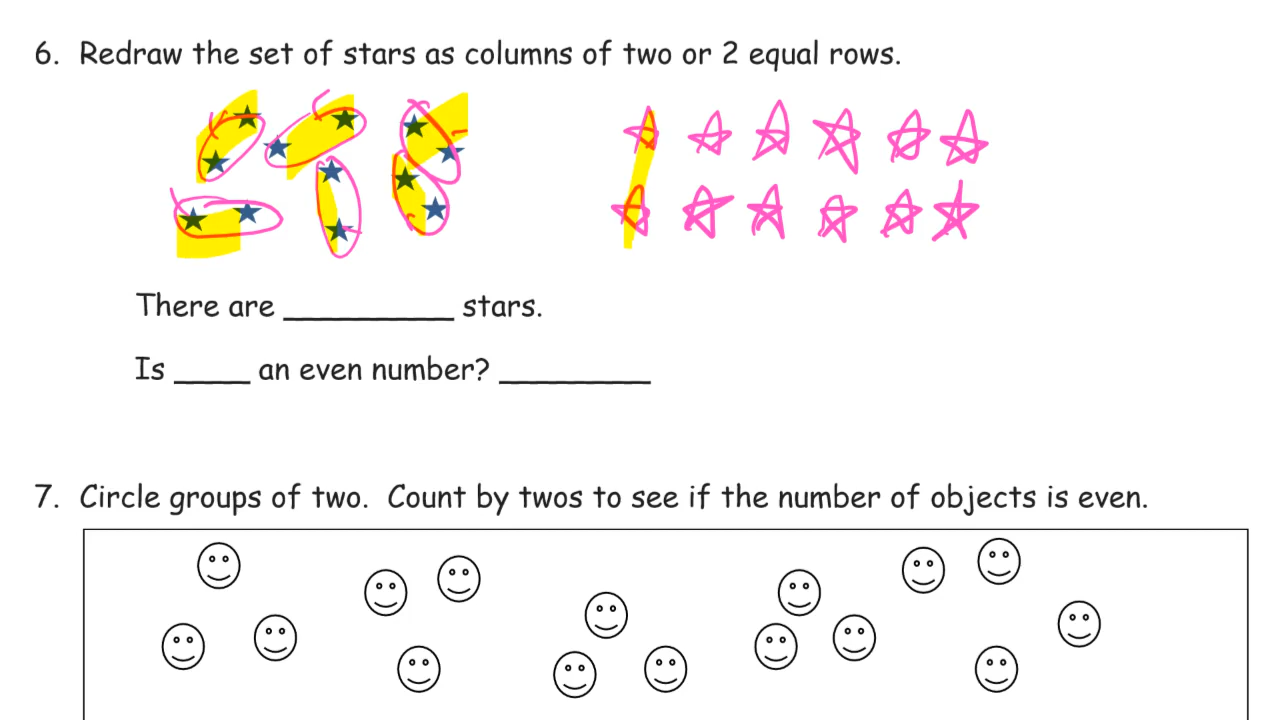 6. Redraw the set of stars as columns of two or 2 equal rows.
There are __________ stars.
Is _____ an even number? __________
7. Circle groups of two. Count by twos to see if the number of objects is even.